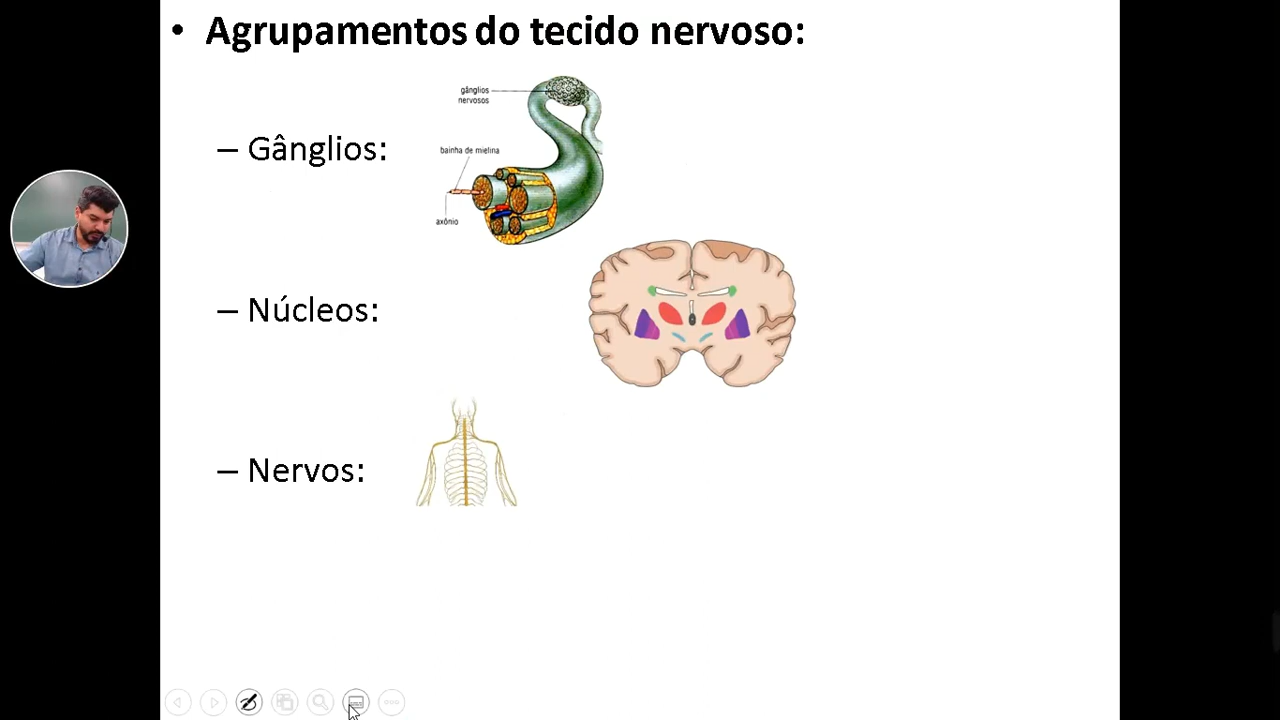 • Agrupamentos do tecido nervoso:
gânglios
nervosos
– Gânglios:
bainha de mielina
axônio
– Núcleos:
– Nervos: